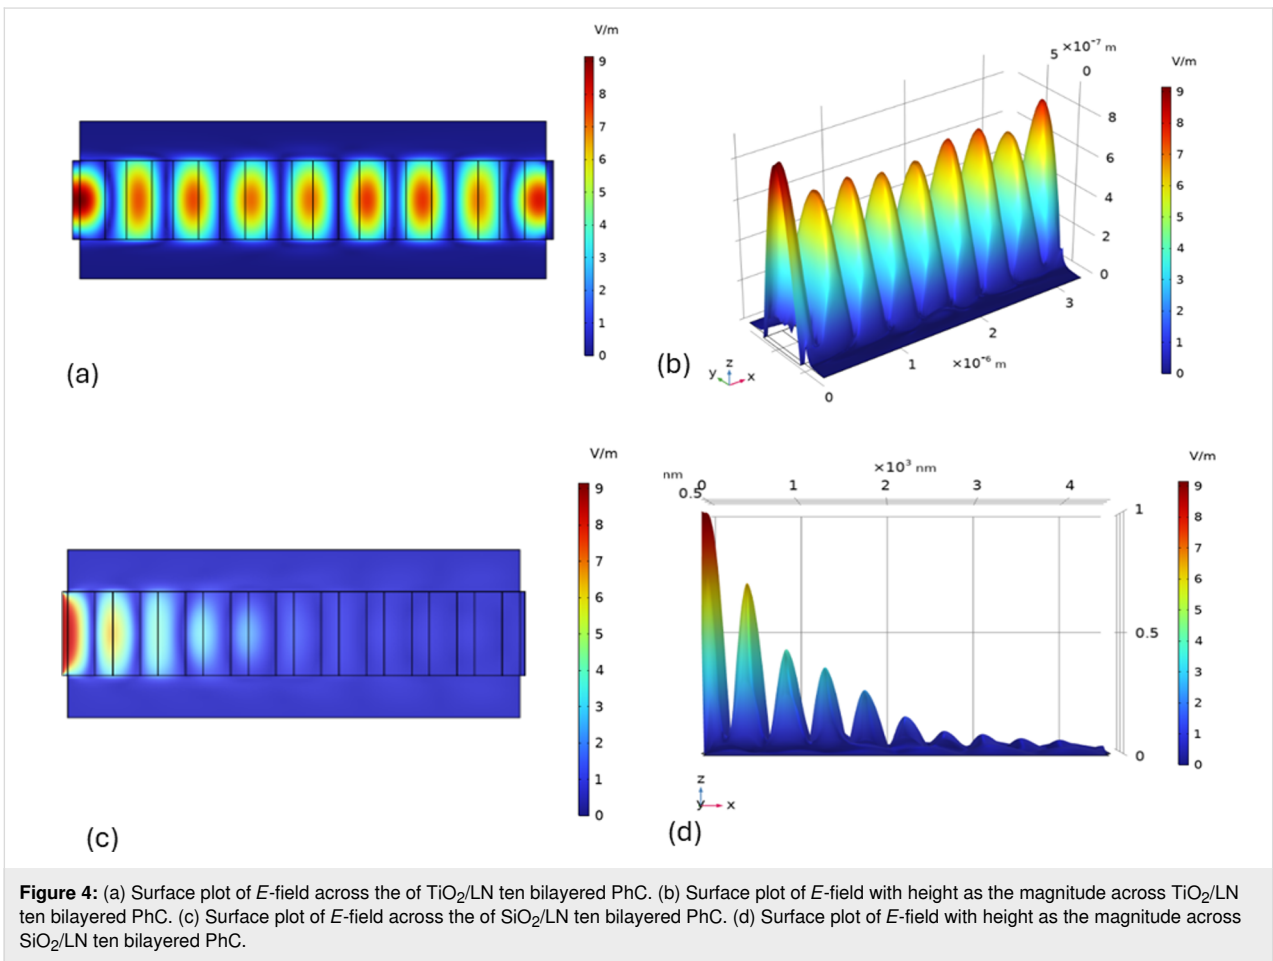 V/m
9
8
7
6
5
4
3
2
1
0
(a)
5 ×10⁻⁷ m
0
8
6
4
2
0
3
2
1
×10⁻⁶ m
0
z
y
x
V/m
9
8
7
6
5
4
3
2
1
0
(b)
V/m
9
8
7
6
5
4
3
2
1
0
(c)
×10³ nm
nm
0 1 2 3 4
0.5
1
0.5
0
z
y x
V/m
9
8
7
6
5
4
3
2
1
0
(d)
Figure 4: (a) Surface plot of E-field across the of TiO₂/LN ten bilayered PhC. (b) Surface plot of E-field with height as the magnitude across TiO₂/LN
ten bilayered PhC. (c) Surface plot of E-field across the of SiO₂/LN ten bilayered PhC. (d) Surface plot of E-field with height as the magnitude across
SiO₂/LN ten bilayered PhC.